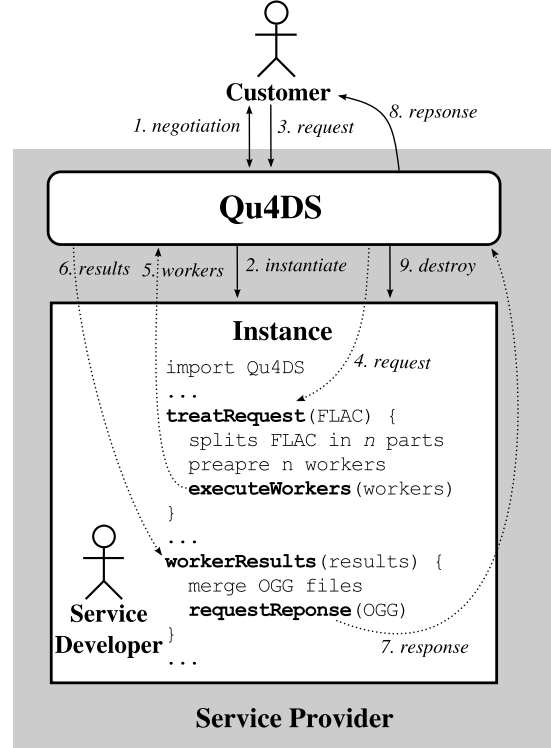 Customer
1. negotiation
3. request
8. repsonse
Qu4DS
6. results
5. workers
2. instantiate
9. destroy
Instance
4. request
import Qu4DS
...
treatRequest(FLAC) {
splits FLAC in n parts
preapre n workers
executeWorkers(workers)
}
...
workerResults(results) {
merge OGG files
requestReponse(OGG)
}
...
Service
Developer
7. response
Service Provider